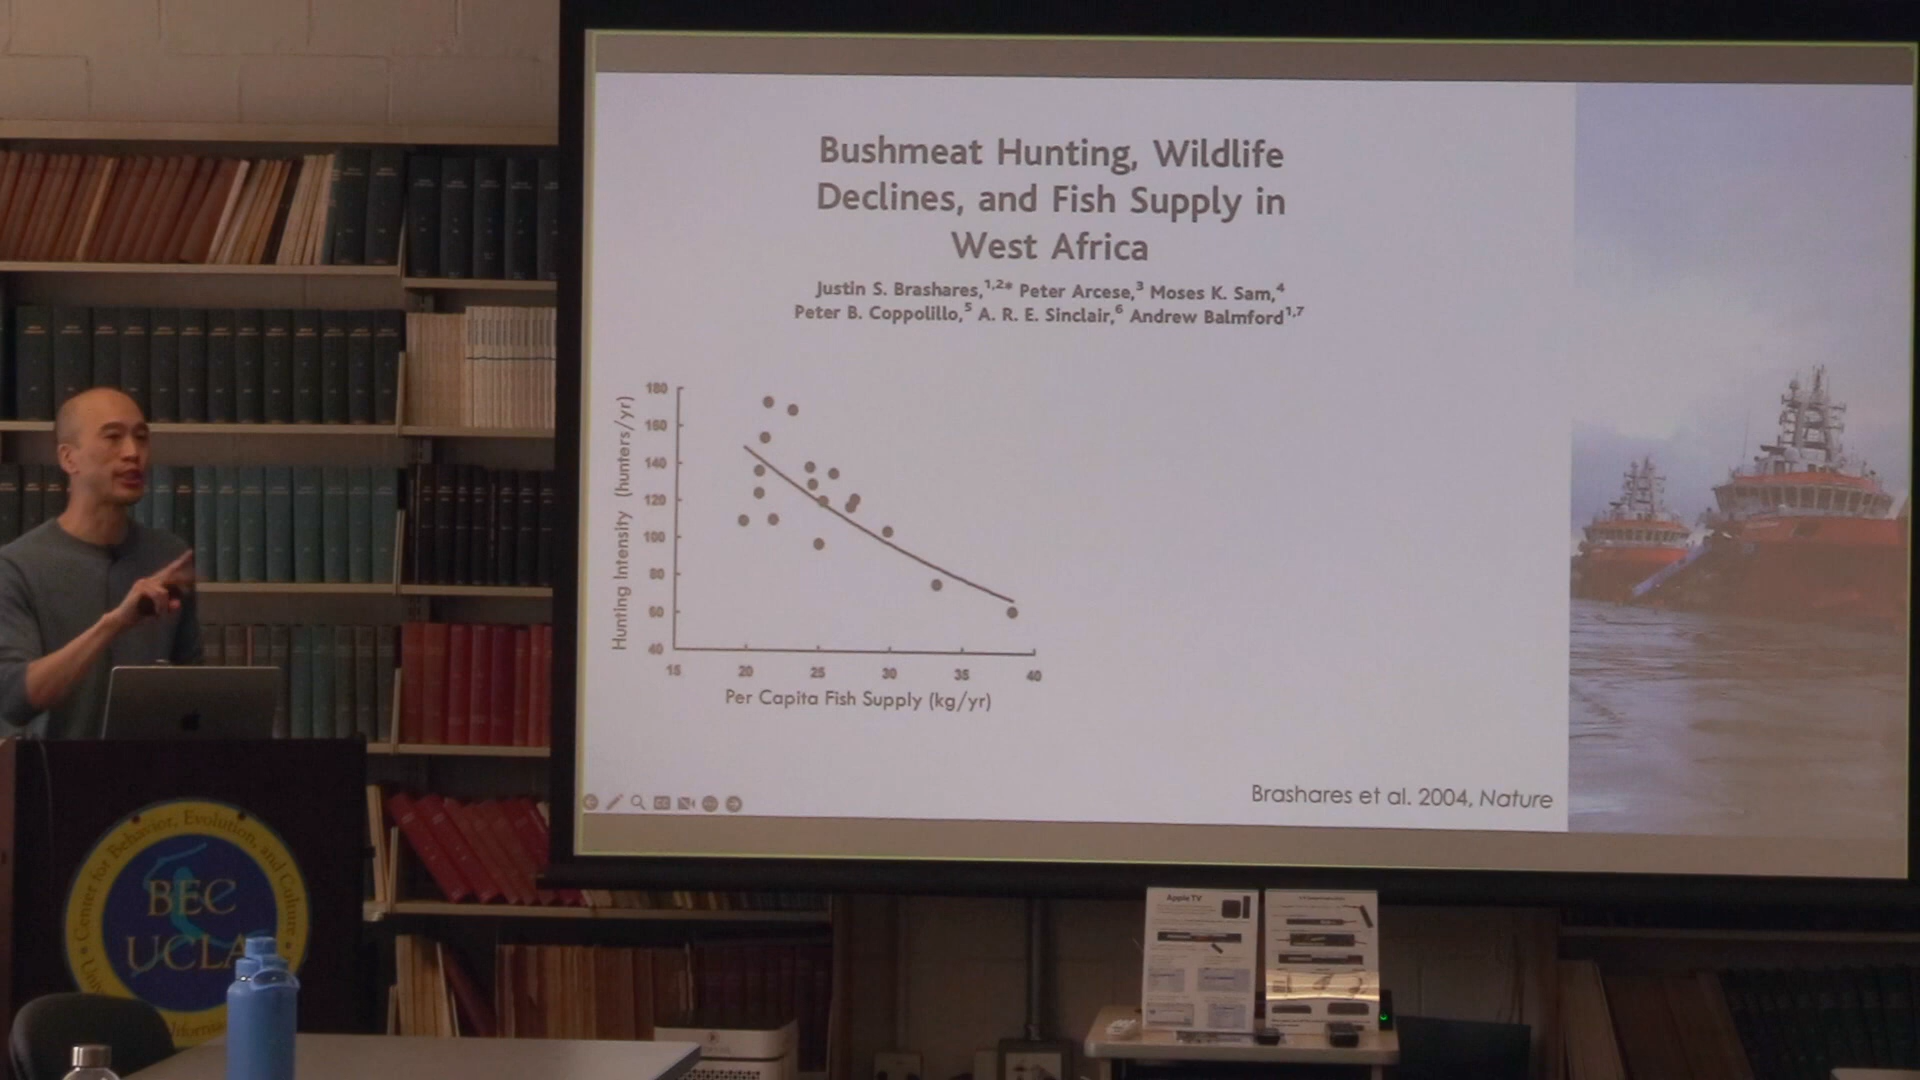 Bushmeat Hunting, Wildlife
Declines, and Fish Supply in
West Africa
Justin S. Brashares,1,2* Peter Arcese,3 Moses K. Sam,4
Peter B. Coppolillo,5 A. R. E. Sinclair,6 Andrew Balmford1,7
Hunting Intensity (hunters/yr)
180
160
140
120
100
80
60
40
15 20 25 30 35 40
Per Capita Fish Supply (kg/yr)
Brashares et al. 2004, Nature
Center for Behavior, Evolution, and Culture
BEC
UCLA
Apple TV